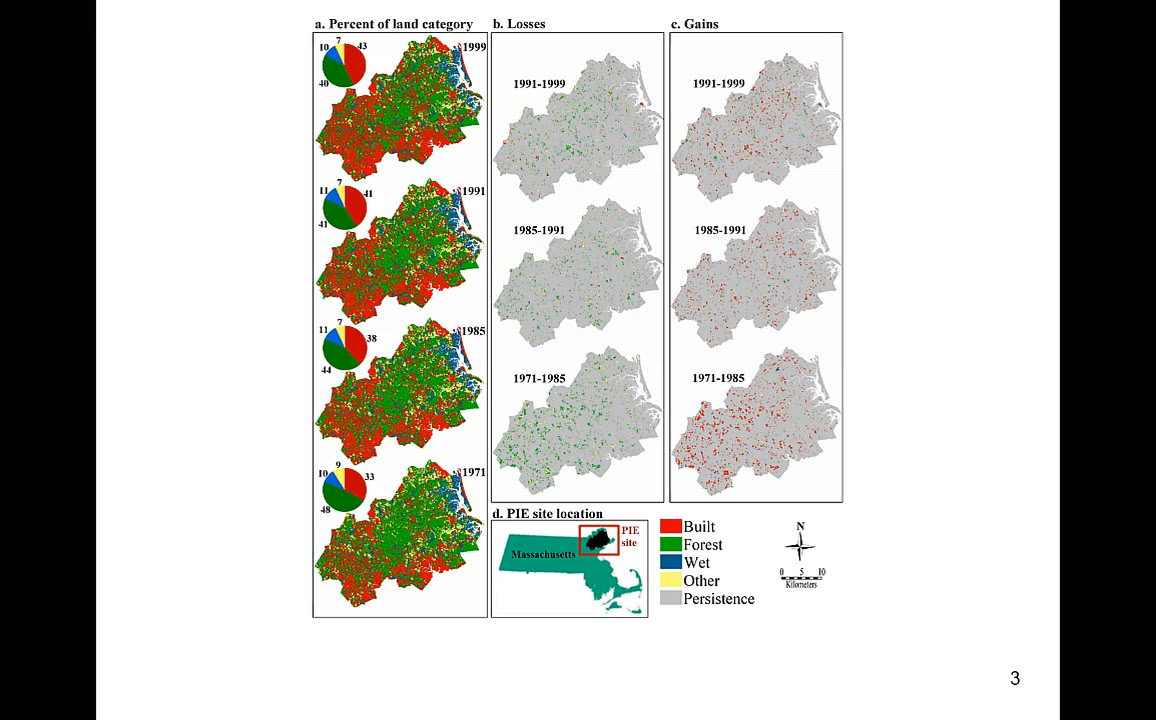 a. Percent of land category
7
10
43
1999
40
7
11
41
1991
41
7
11
38
1985
44
9
10
33
1971
48
b. Losses
1991-1999
1985-1991
1971-1985
c. Gains
1991-1999
1985-1991
1971-1985
d. PIE site location
PIE
site
Massachusetts
Built
Forest
Wet
Other
Persistence
N
0 5 10
Kilometers
3